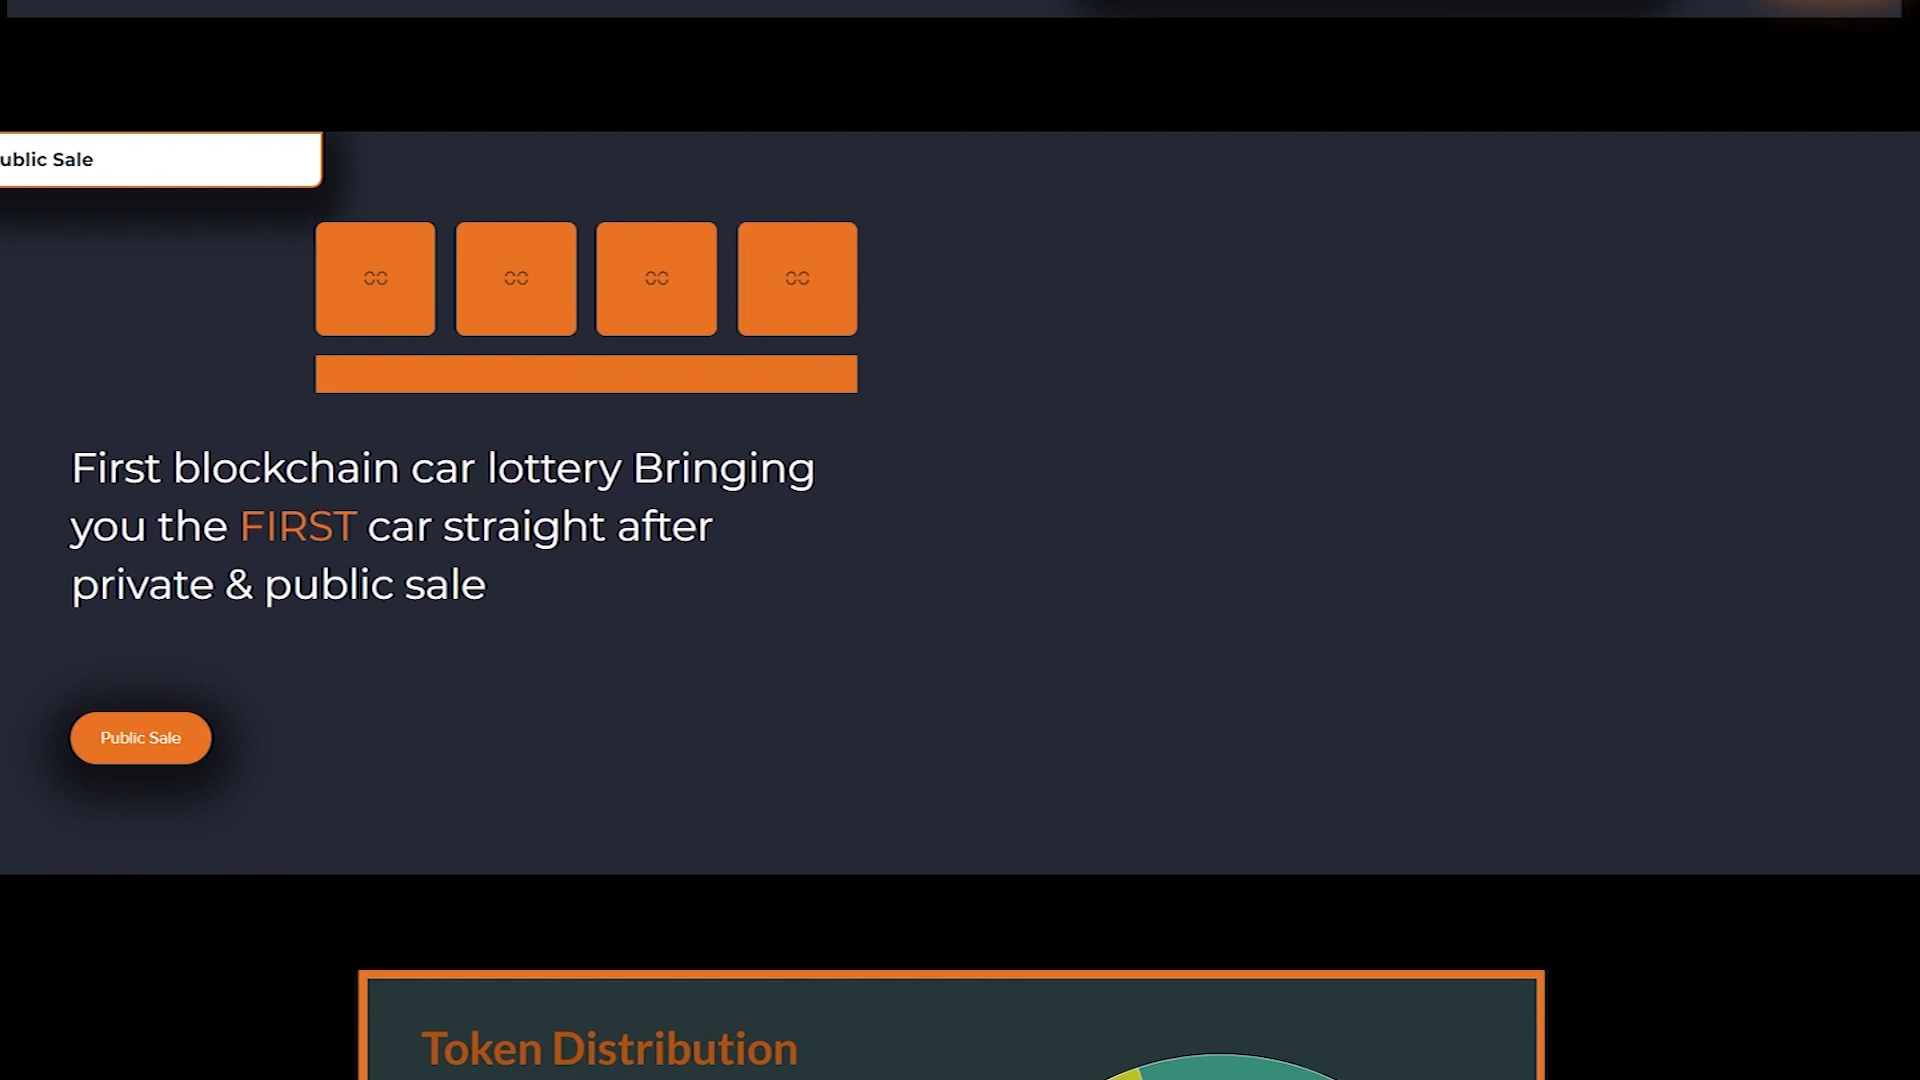 ublic Sale
00 00 00 00
First blockchain car lottery Bringing
you the FIRST car straight after
private & public sale
Public Sale
Token Distribution